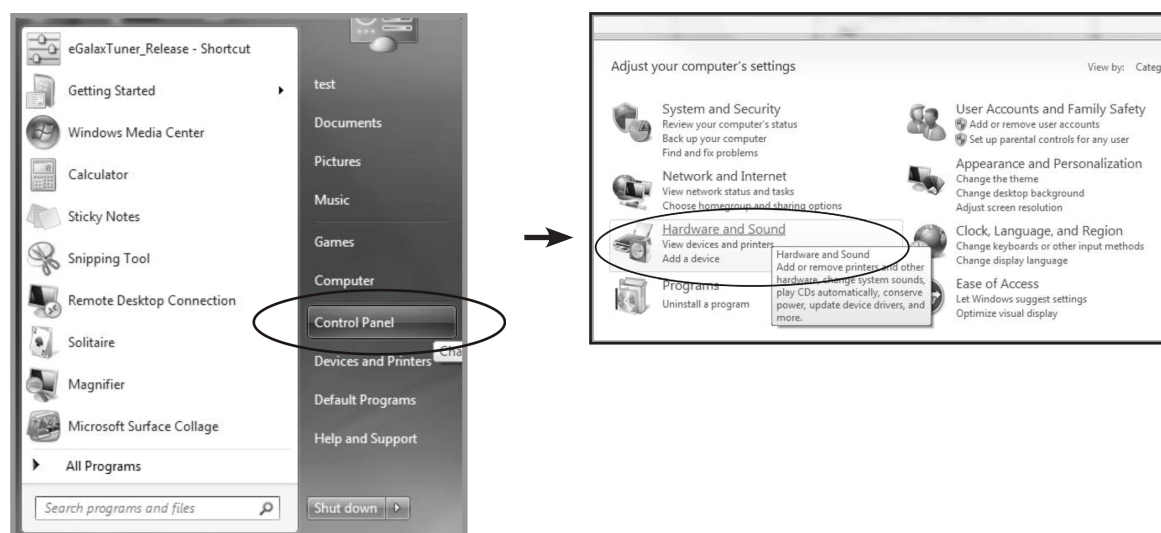 eGalaxTuner_Release - Shortcut
Getting Started
Windows Media Center
Calculator
Sticky Notes
Snipping Tool
Remote Desktop Connection
Solitaire
Magnifier
Microsoft Surface Collage
All Programs
Search programs and files
test
Documents
Pictures
Music
Games
Computer
Control Panel
Devices and Printers
Default Programs
Help and Support
Shut down
Adjust your computer's settings
View by: Categ
System and Security
Review your computer's status
Back up your computer
Find and fix problems
Network and Internet
View network status and tasks
Choose homegroup and sharing options
Hardware and Sound
View devices and printers
Add a device
Programs
Uninstall a program
Hardware and Sound
Add or remove printers and other
hardware, change system sounds,
play CDs automatically, conserve
power, update device drivers, and
more.
User Accounts and Family Safety
Add or remove user accounts
Set up parental controls for any user
Appearance and Personalization
Change the theme
Change desktop background
Adjust screen resolution
Clock, Language, and Region
Change keyboards or other input methods
Change display language
Ease of Access
Let Windows suggest settings
Optimize visual display